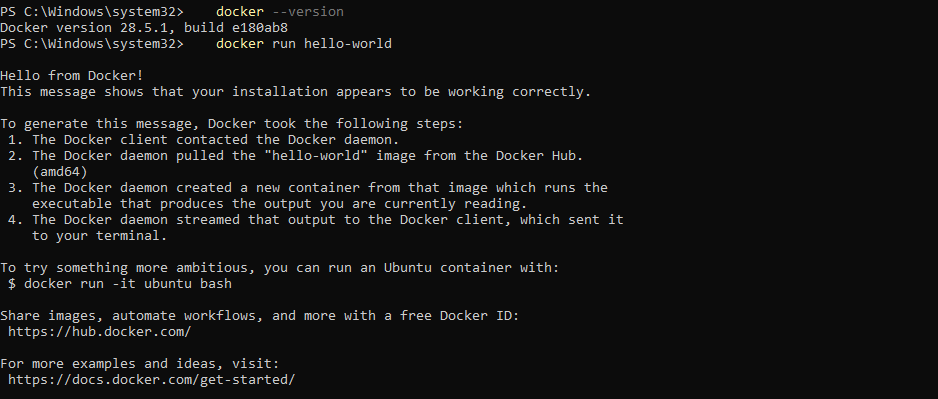 PS C:\Windows\system32>    docker --version
Docker version 28.5.1, build e180ab8
PS C:\Windows\system32>    docker run hello-world

Hello from Docker!
This message shows that your installation appears to be working correctly.

To generate this message, Docker took the following steps:
 1. The Docker client contacted the Docker daemon.
 2. The Docker daemon pulled the "hello-world" image from the Docker Hub.
    (amd64)
 3. The Docker daemon created a new container from that image which runs the
    executable that produces the output you are currently reading.
 4. The Docker daemon streamed that output to the Docker client, which sent it
    to your terminal.

To try something more ambitious, you can run an Ubuntu container with:
 $ docker run -it ubuntu bash

Share images, automate workflows, and more with a free Docker ID:
 https://hub.docker.com/

For more examples and ideas, visit:
 https://docs.docker.com/get-started/